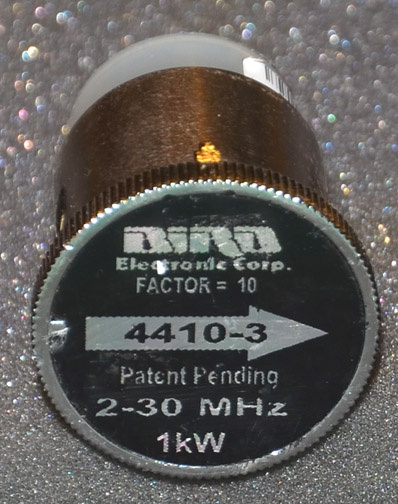 BIRD
Electronic Corp.
FACTOR = 10
4410-3
Patent Pending
2-30 MHz
1kW